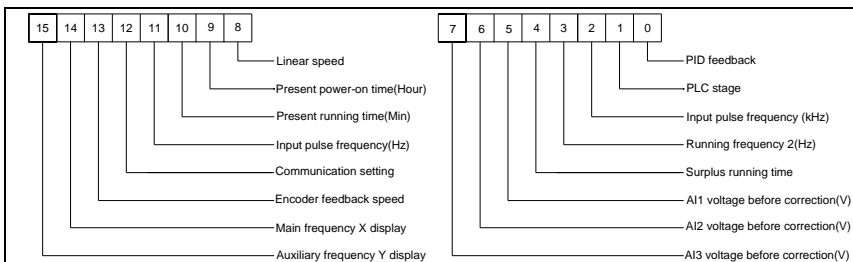 15 14 13 12 11 10 9 8
Linear speed
Present power-on time(Hour)
Present running time(Min)
Input pulse frequency(Hz)
Communication setting
Encoder feedback speed
Main frequency X display
Auxiliary frequency Y display
7 6 5 4 3 2 1 0
PID feedback
PLC stage
Input pulse frequency (kHz)
Running frequency 2(Hz)
Surplus running time
AI1 voltage before correction(V)
AI2 voltage before correction(V)
AI3 voltage before correction(V)